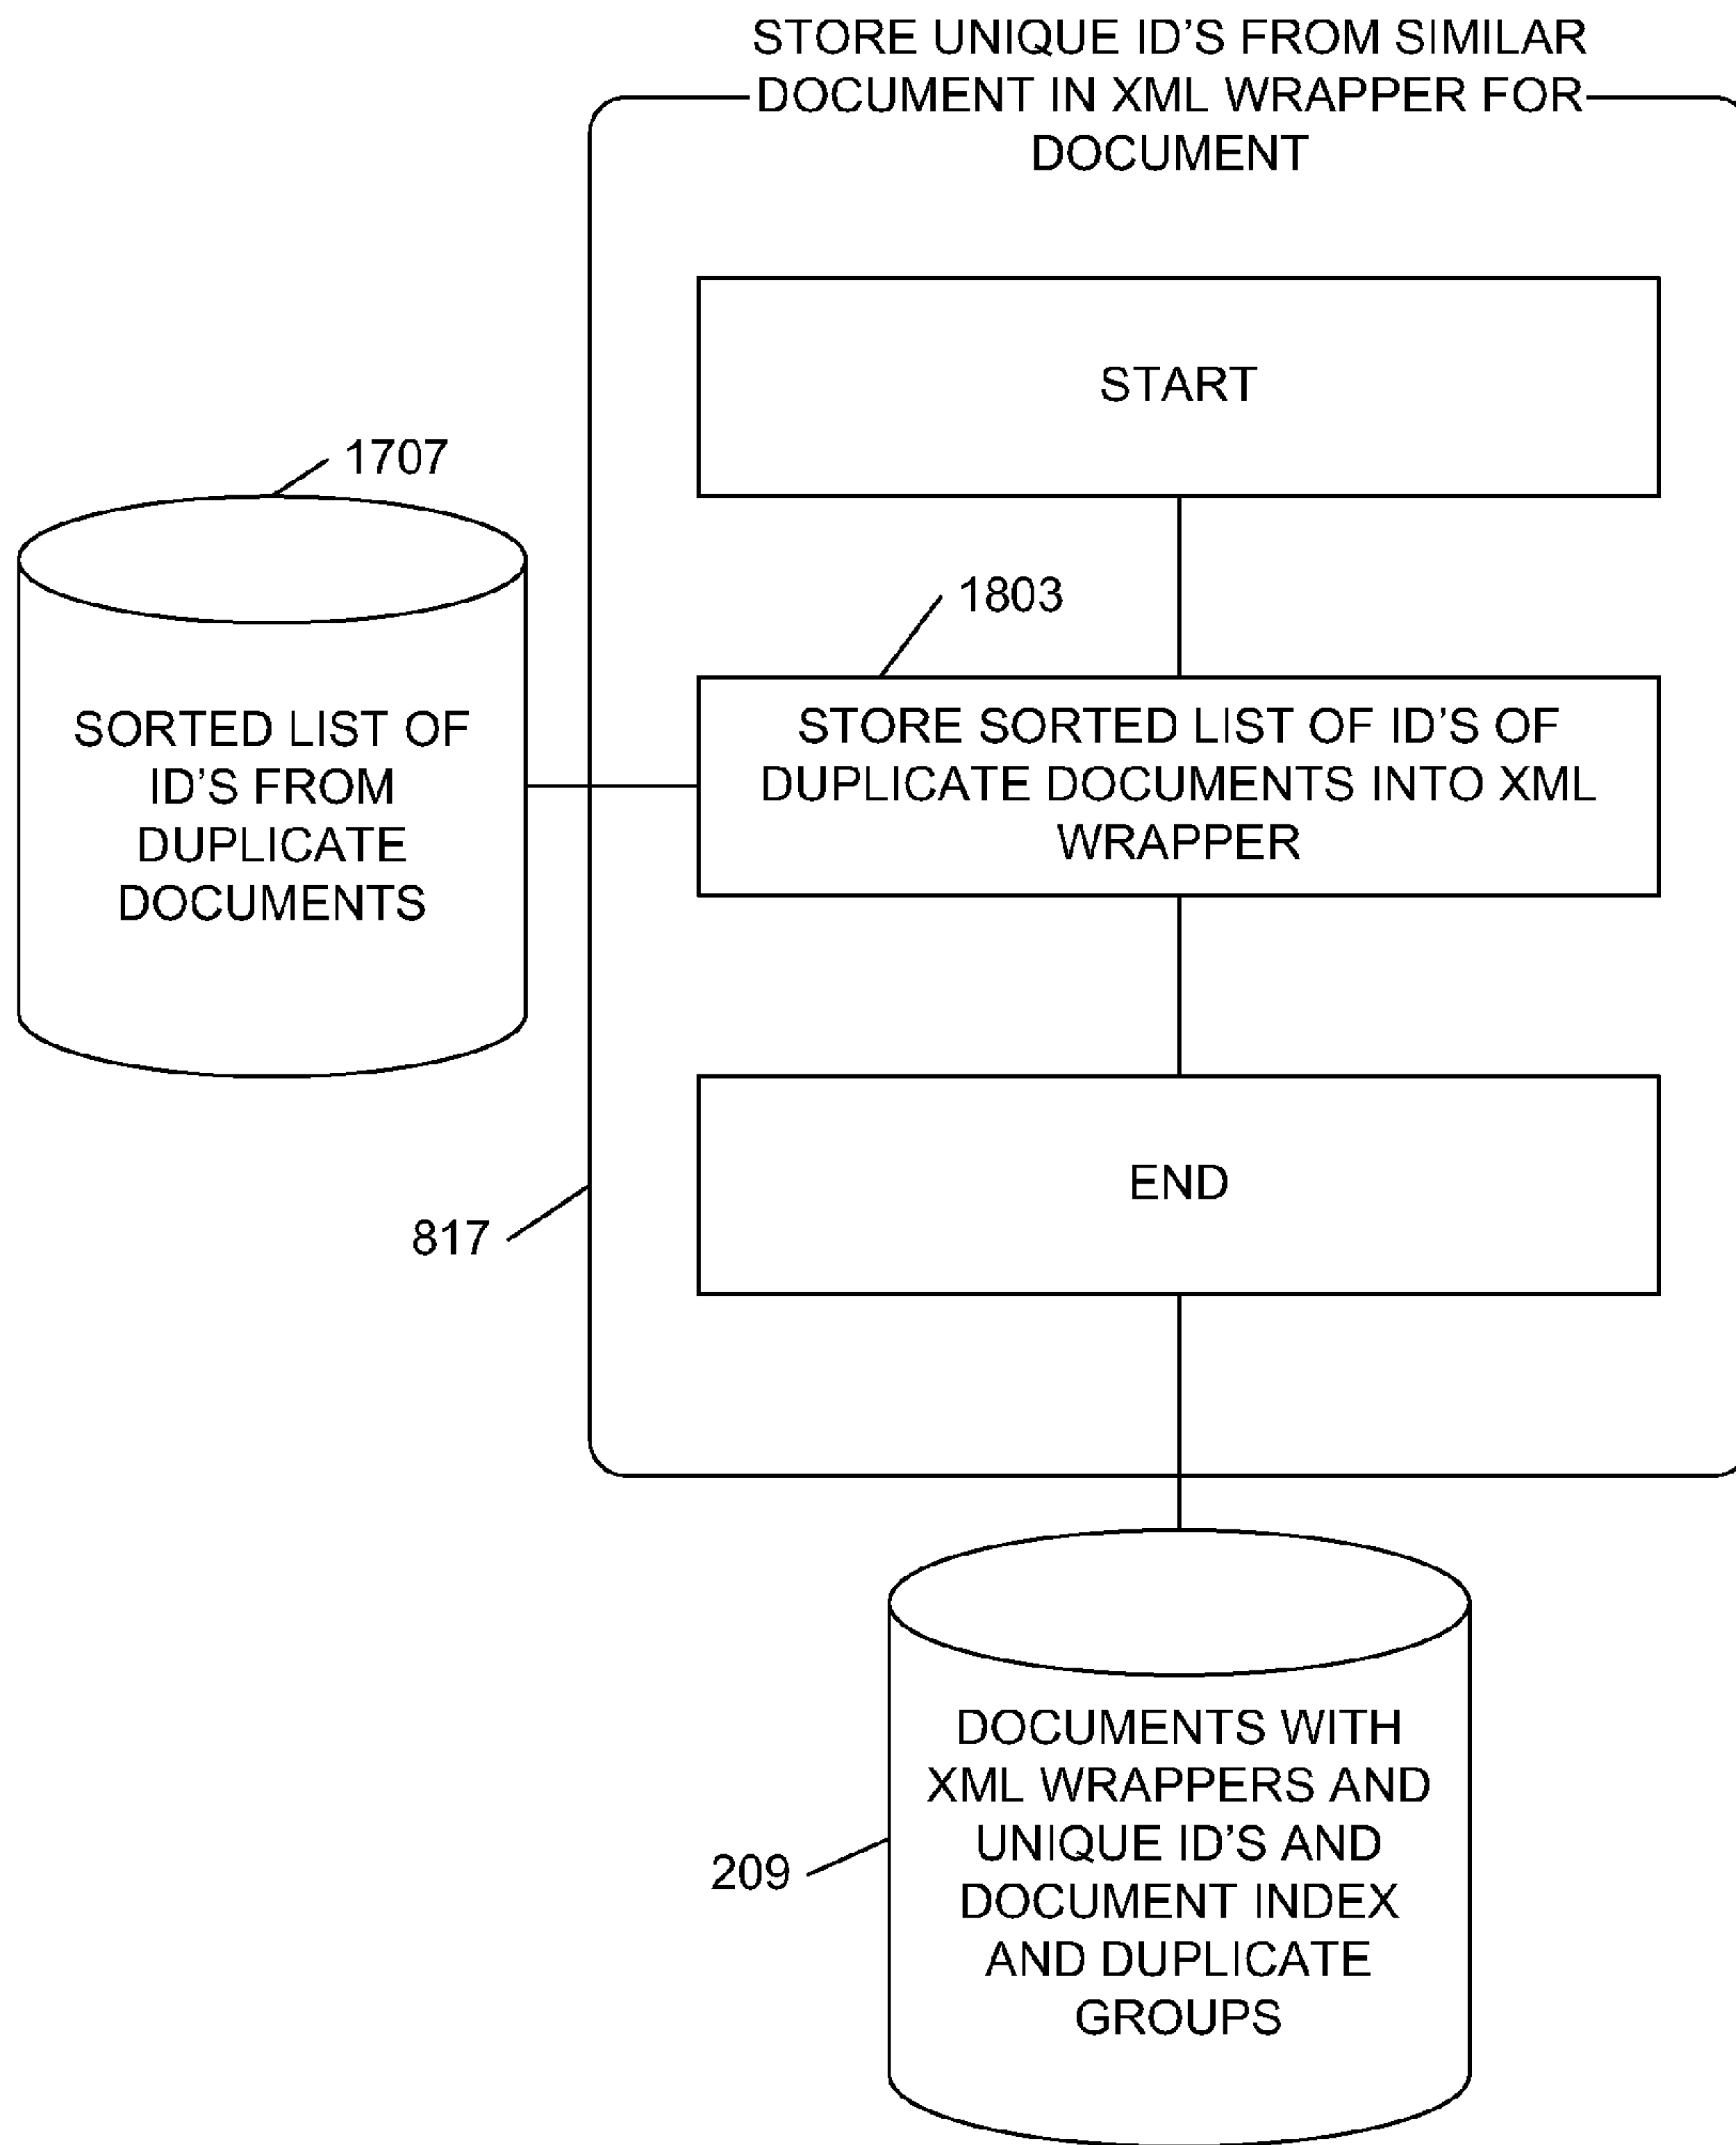 STORE UNIQUE ID'S FROM SIMILAR
DOCUMENT IN XML WRAPPER FOR
DOCUMENT
START
1707
1803
SORTED LIST OF
ID'S FROM
DUPLICATE
DOCUMENTS
STORE SORTED LIST OF ID'S OF
DUPLICATE DOCUMENTS INTO XML
WRAPPER
END
817
DOCUMENTS WITH
XML WRAPPERS AND
UNIQUE ID'S AND
209
DOCUMENT INDEX
AND DUPLICATE
GROUPS